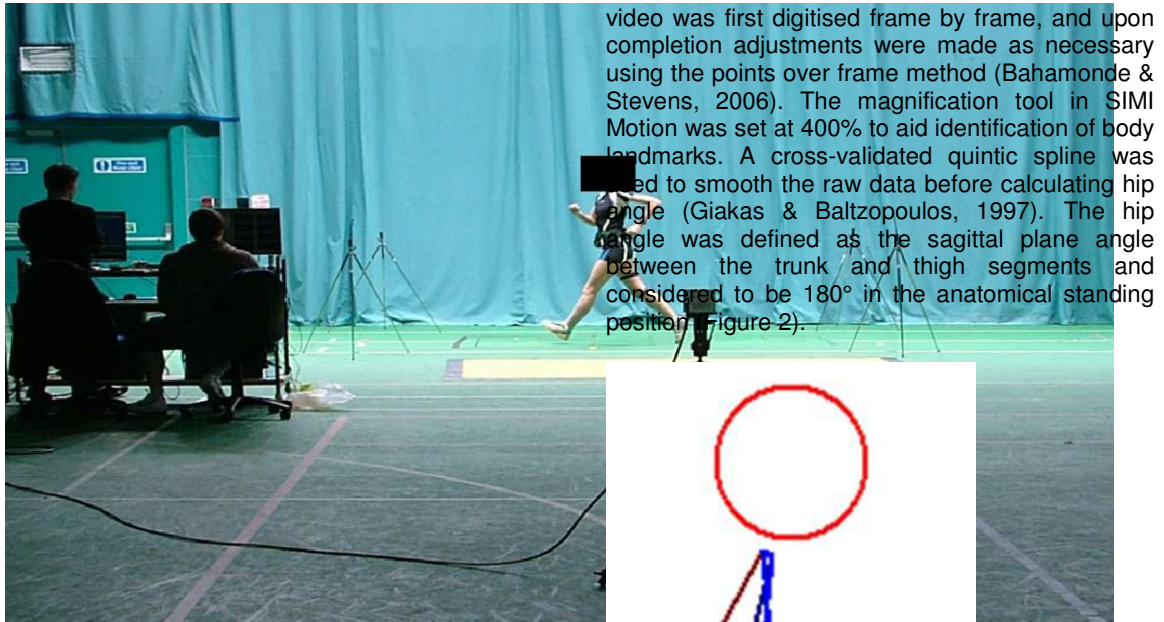 video was first digitised frame by frame, and upon
completion adjustments were made as necessary
using the points over frame method (Bahamonde &
Stevens, 2006). The magnification tool in SIMI
Motion was set at 400% to aid identification of body
landmarks. A cross-validated quintic spline was
to smooth the raw data before calculating hip
angle (Giakas & Baltzopoulos, 1997). The hip
angle was defined as the sagittal plane angle
between the trunk and thigh segments and
considered to be 180° in the anatomical standing
position (Figure 2).